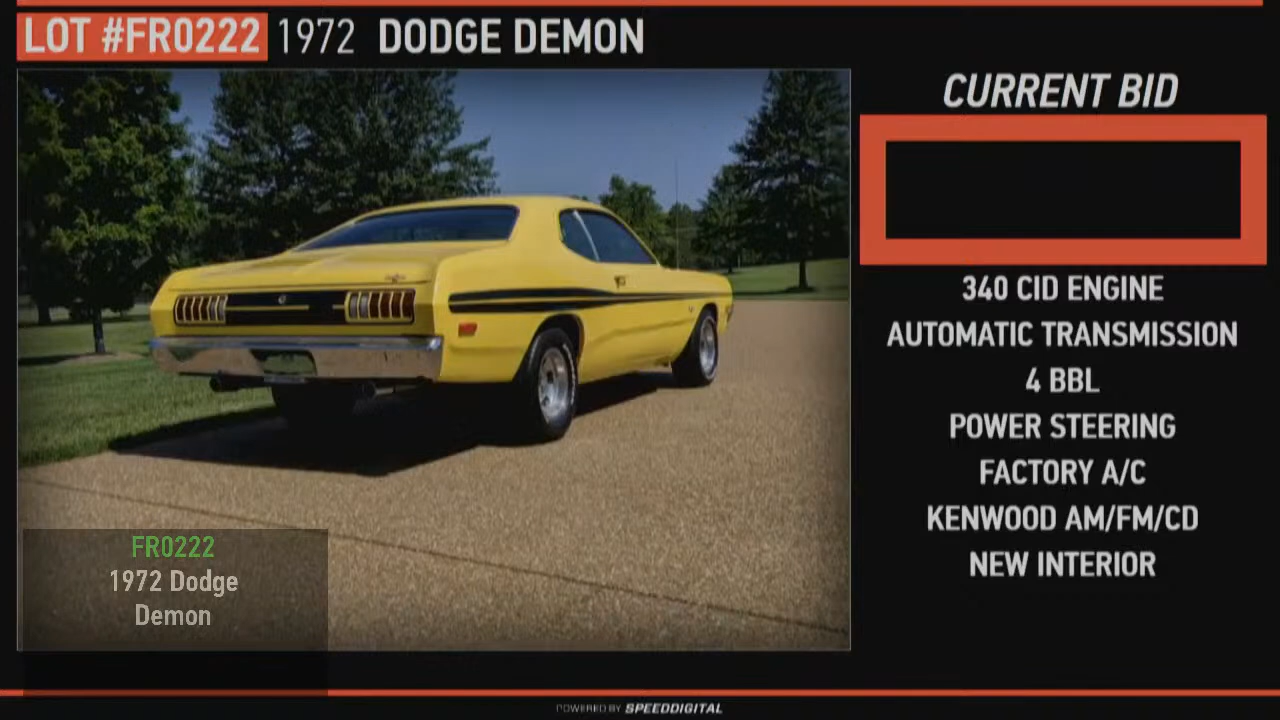 LOT #FR0222 1972 DODGE DEMON
CURRENT BID
340 CID ENGINE
AUTOMATIC TRANSMISSION
4 BBL
POWER STEERING
FACTORY A/C
KENWOOD AM/FM/CD
NEW INTERIOR
FR0222
1972 Dodge
Demon
POWERED BY SPEEDDIGITAL